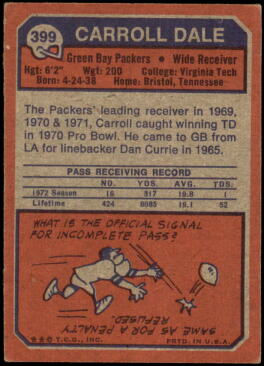 399
CARROLL DALE
Green Bay Packers • Wide Receiver
Hgt: 6'2" Wgt: 200 College: Virginia Tech
Born: 4-24-38 Home: Bristol, Tennessee
The Packers' leading receiver in 1969,
1970 & 1971, Carroll caught winning TD
in 1970 Pro Bowl. He came to GB from
LA for linebacker Dan Currie in 1965.
PASS RECEIVING RECORD
NO. YDS. AVG. TDS
1972 Season 16 317 19.8 1
Lifetime 424 8085 19.1 52
WHAT IS THE OFFICIAL SIGNAL
FOR INCOMPLETE PASS?
SAME AS FOR A PENALTY
REFUSED.
© T.C.G., INC. PRTD. IN U.S.A.